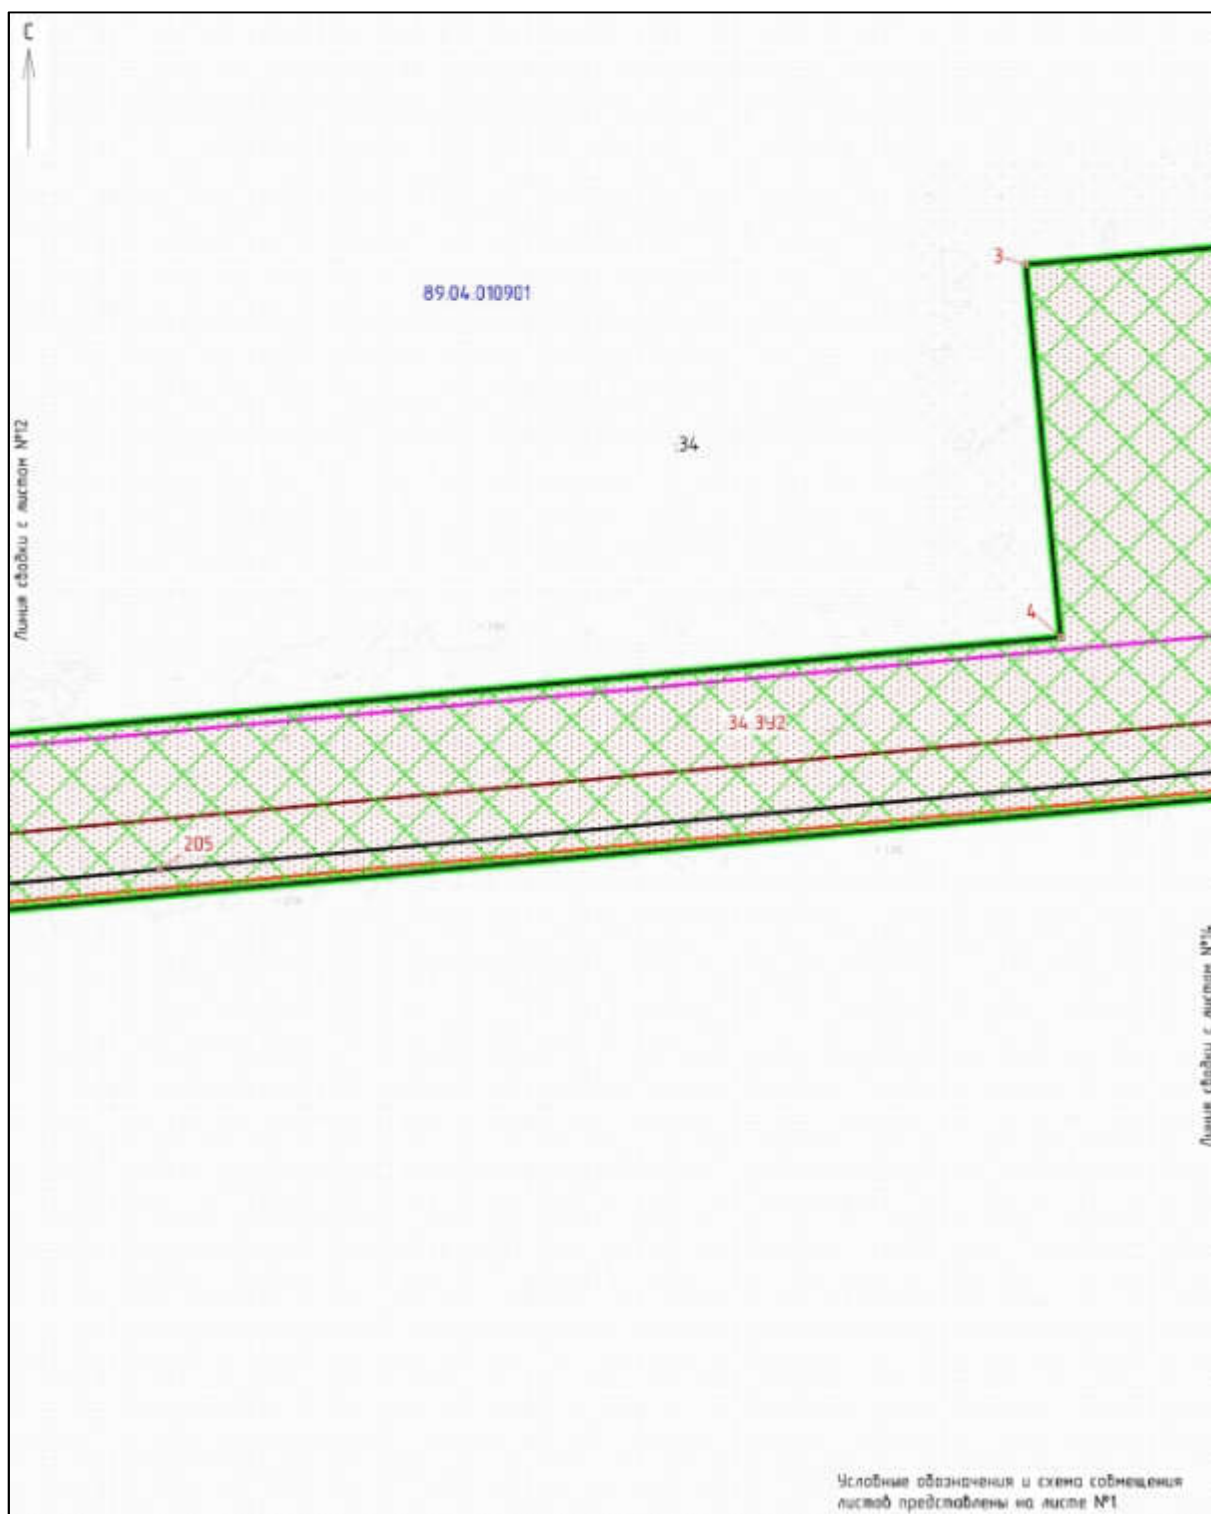 С
3
89:04:010901
Линия сводки с листом №12
:34
4
:34:ЗУ2
205
Линия сводки с листом №14
Условные обозначения и схема совмещения
листов представлены на листе №1